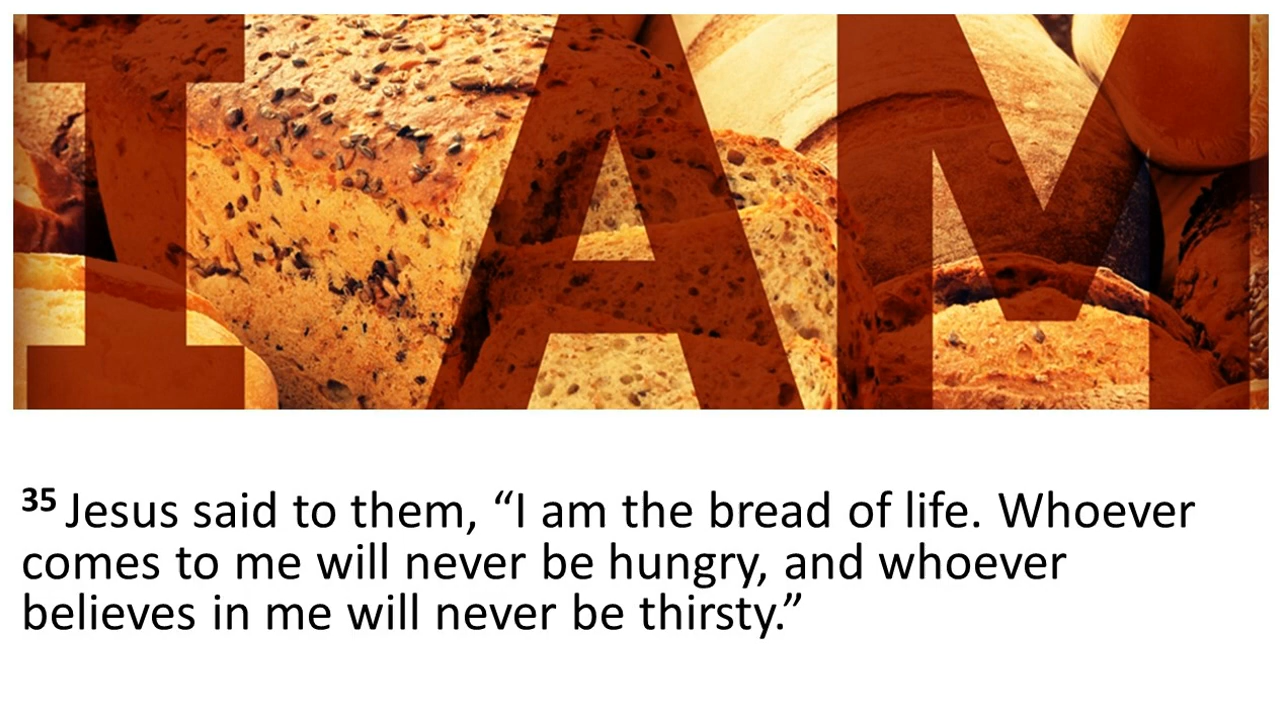 I AM
³⁵ Jesus said to them, “I am the bread of life. Whoever
comes to me will never be hungry, and whoever
believes in me will never be thirsty.”